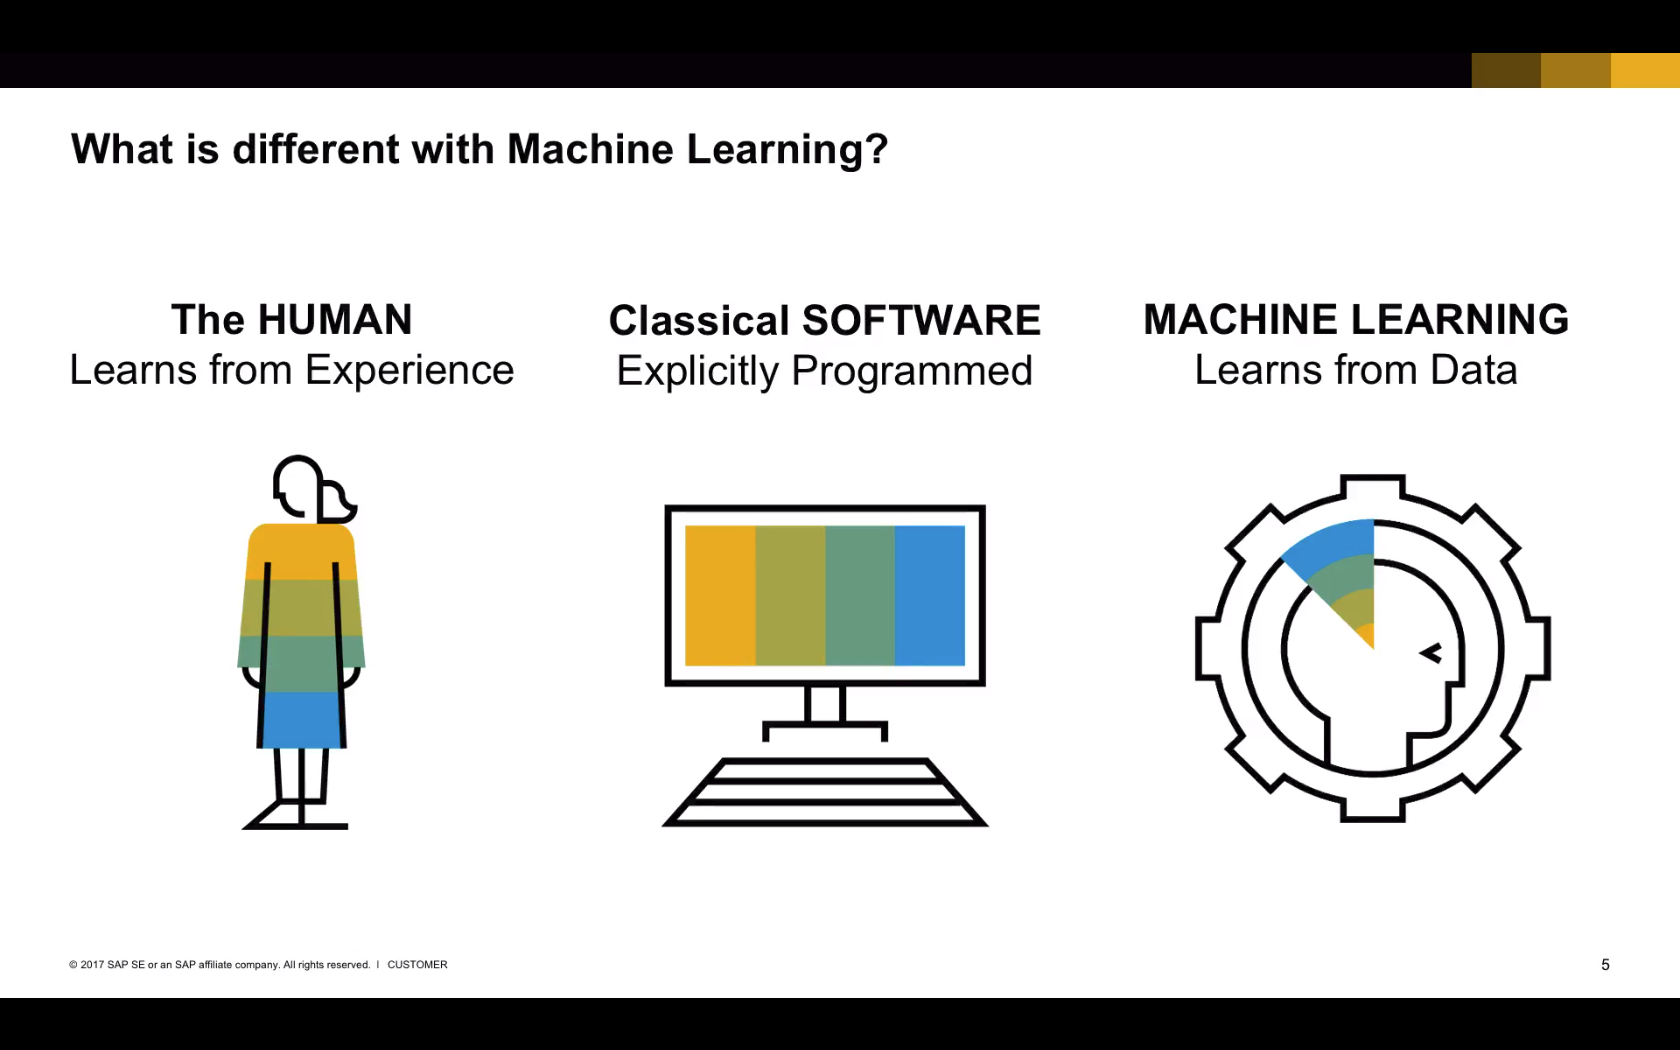 What is different with Machine Learning?
The HUMAN
Learns from Experience
Classical SOFTWARE
Explicitly Programmed
MACHINE LEARNING
Learns from Data
© 2017 SAP SE or an SAP affiliate company. All rights reserved. | CUSTOMER
5